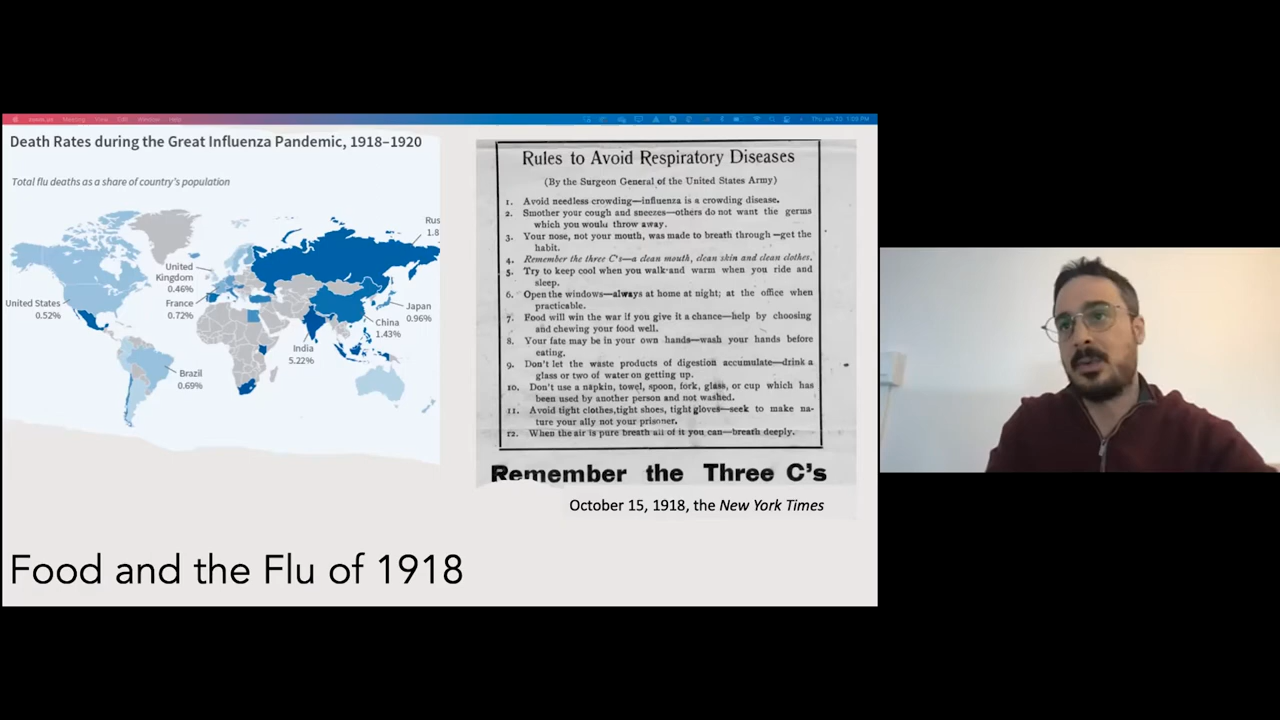 Death Rates during the Great Influenza Pandemic, 1918–1920
Total flu deaths as a share of country's population
Rus
1.8
United
Kingdom
0.46%
United States
0.52%
France
0.72%
Japan
0.96%
China
1.43%
India
5.22%
Brazil
0.69%
Rules to Avoid Respiratory Diseases
(By the Surgeon General of the United States Army)
1. Avoid needless crowding—influenza is a crowding disease.
2. Smother your cough and sneezes—others do not want the germs
which you would throw away.
3. Your nose, not your mouth, was made to breath through—get the
habit.
4. Remember the three C's—a clean mouth, clean skin and clean clothes.
5. Try to keep cool when you walk and warm when you ride and
sleep.
6. Open the windows—always at home at night; at the office when
practicable.
7. Food will win the war if you give it a chance—help by choosing
and chewing your food well.
8. Your fate may be in your own hands—wash your hands before
eating.
9. Don't let the waste products of digestion accumulate—drink a
glass or two of water on getting up.
10. Don't use a napkin, towel, spoon, fork, glass, or cup which has
been used by another person and not washed.
11. Avoid tight clothes, tight shoes, tight gloves—seek to make na-
ture your ally not your prisoner.
12. When the air is pure breath all of it you can—breath deeply.
Remember the Three C's
October 15, 1918, the New York Times
Food and the Flu of 1918